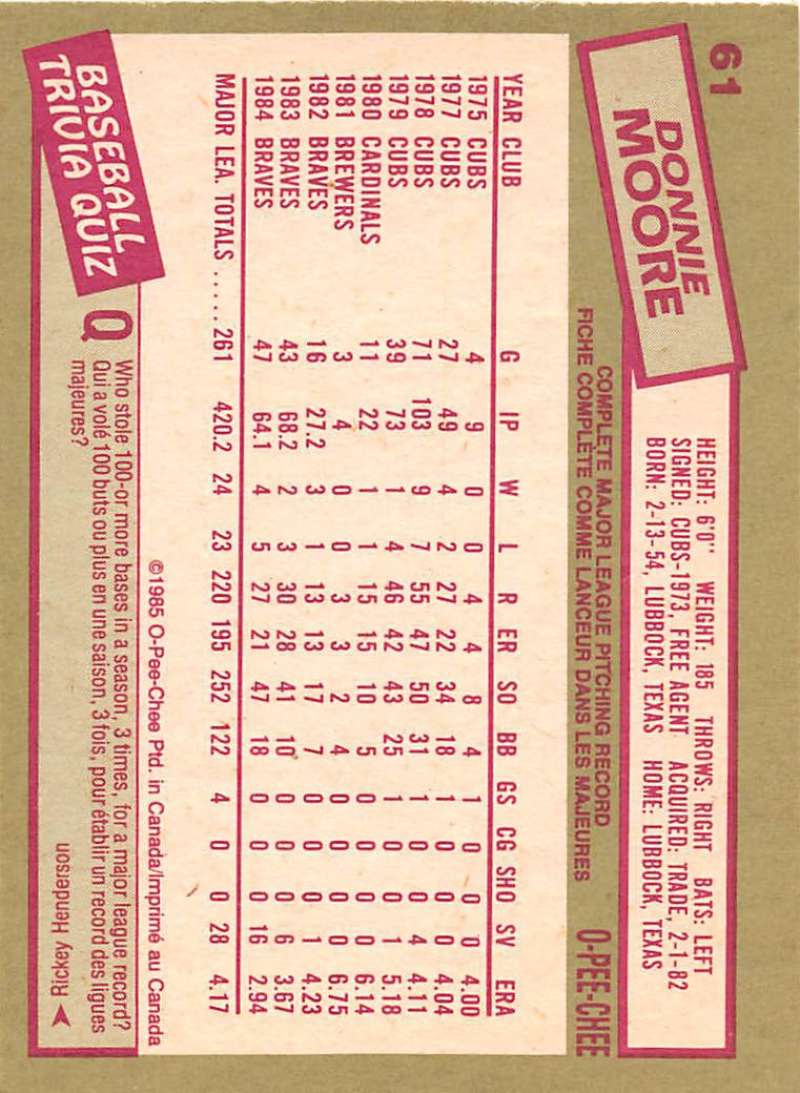 61
DONNIE
MOORE
HEIGHT: 6'0" WEIGHT: 185 THROWS: RIGHT BATS: LEFT
SIGNED: CUBS-1973, FREE AGENT ACQUIRED: TRADE, 2-1-82
BORN: 2-13-54, LUBBOCK, TEXAS HOME: LUBBOCK, TEXAS
COMPLETE MAJOR LEAGUE PITCHING RECORD
FICHE COMPLÈTE COMME LANCEUR DANS LES MAJEURES
O-PEE-CHEE
YEAR CLUB G IP W L R ER SO BB GS CG SHO SV ERA
1975 CUBS 4 9 0 0 4 4 8 4 1 0 0 0 4.00
1977 CUBS 27 49 4 2 27 22 34 18 1 0 0 0 4.04
1978 CUBS 71 103 9 7 55 47 50 31 1 0 0 4 4.11
1979 CUBS 39 73 1 4 46 42 43 25 1 0 0 1 5.18
1980 CARDINALS 11 22 1 1 15 15 10 5 0 0 0 0 6.14
1981 BREWERS 3 4 0 0 3 3 2 4 0 0 0 0 6.75
1982 BRAVES 16 27.2 3 1 13 13 17 7 0 0 0 1 4.23
1983 BRAVES 43 68.2 2 3 30 28 41 10 0 0 0 6 3.67
1984 BRAVES 47 64.1 4 5 27 21 47 18 0 0 0 16 2.94
MAJOR LEA. TOTALS ..... 261 420.2 24 23 220 195 252 122 4 0 0 28 4.17
©1985 O-Pee-Chee Ptd. in Canada/Imprimé au Canada
BASEBALL
TRIVIA QUIZ
Q Who stole 100-or more bases in a season, 3 times, for a major league record?
Qui a volé 100 buts ou plus en une saison, 3 fois, pour établir un record des ligues
majeures?
Rickey Henderson